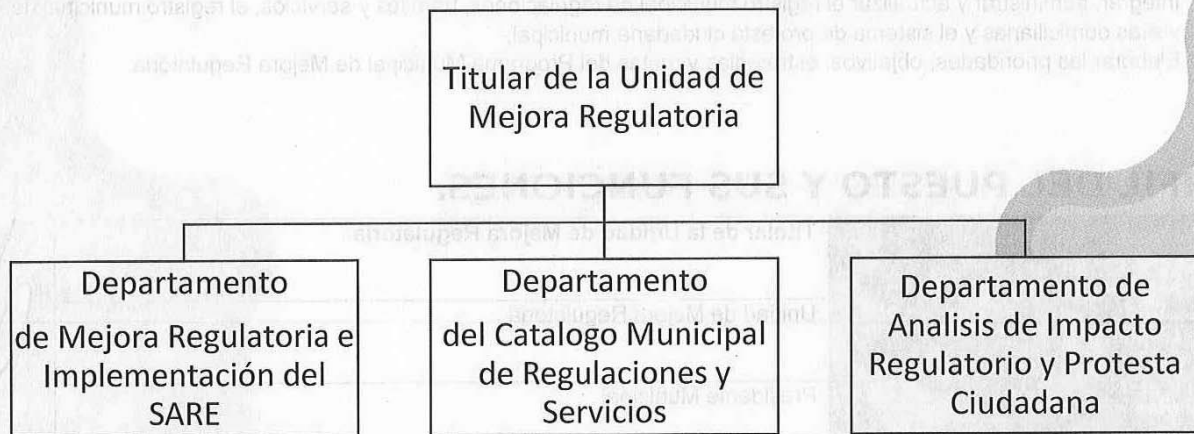 Titular de la Unidad de
Mejora Regulatoria
Departamento
de Mejora Regulatoria e
Implementación del
SARE
Departamento
del Catalogo Municipal
de Regulaciones y
Servicios
Departamento de
Analisis de Impacto
Regulatorio y Protesta
Ciudadana